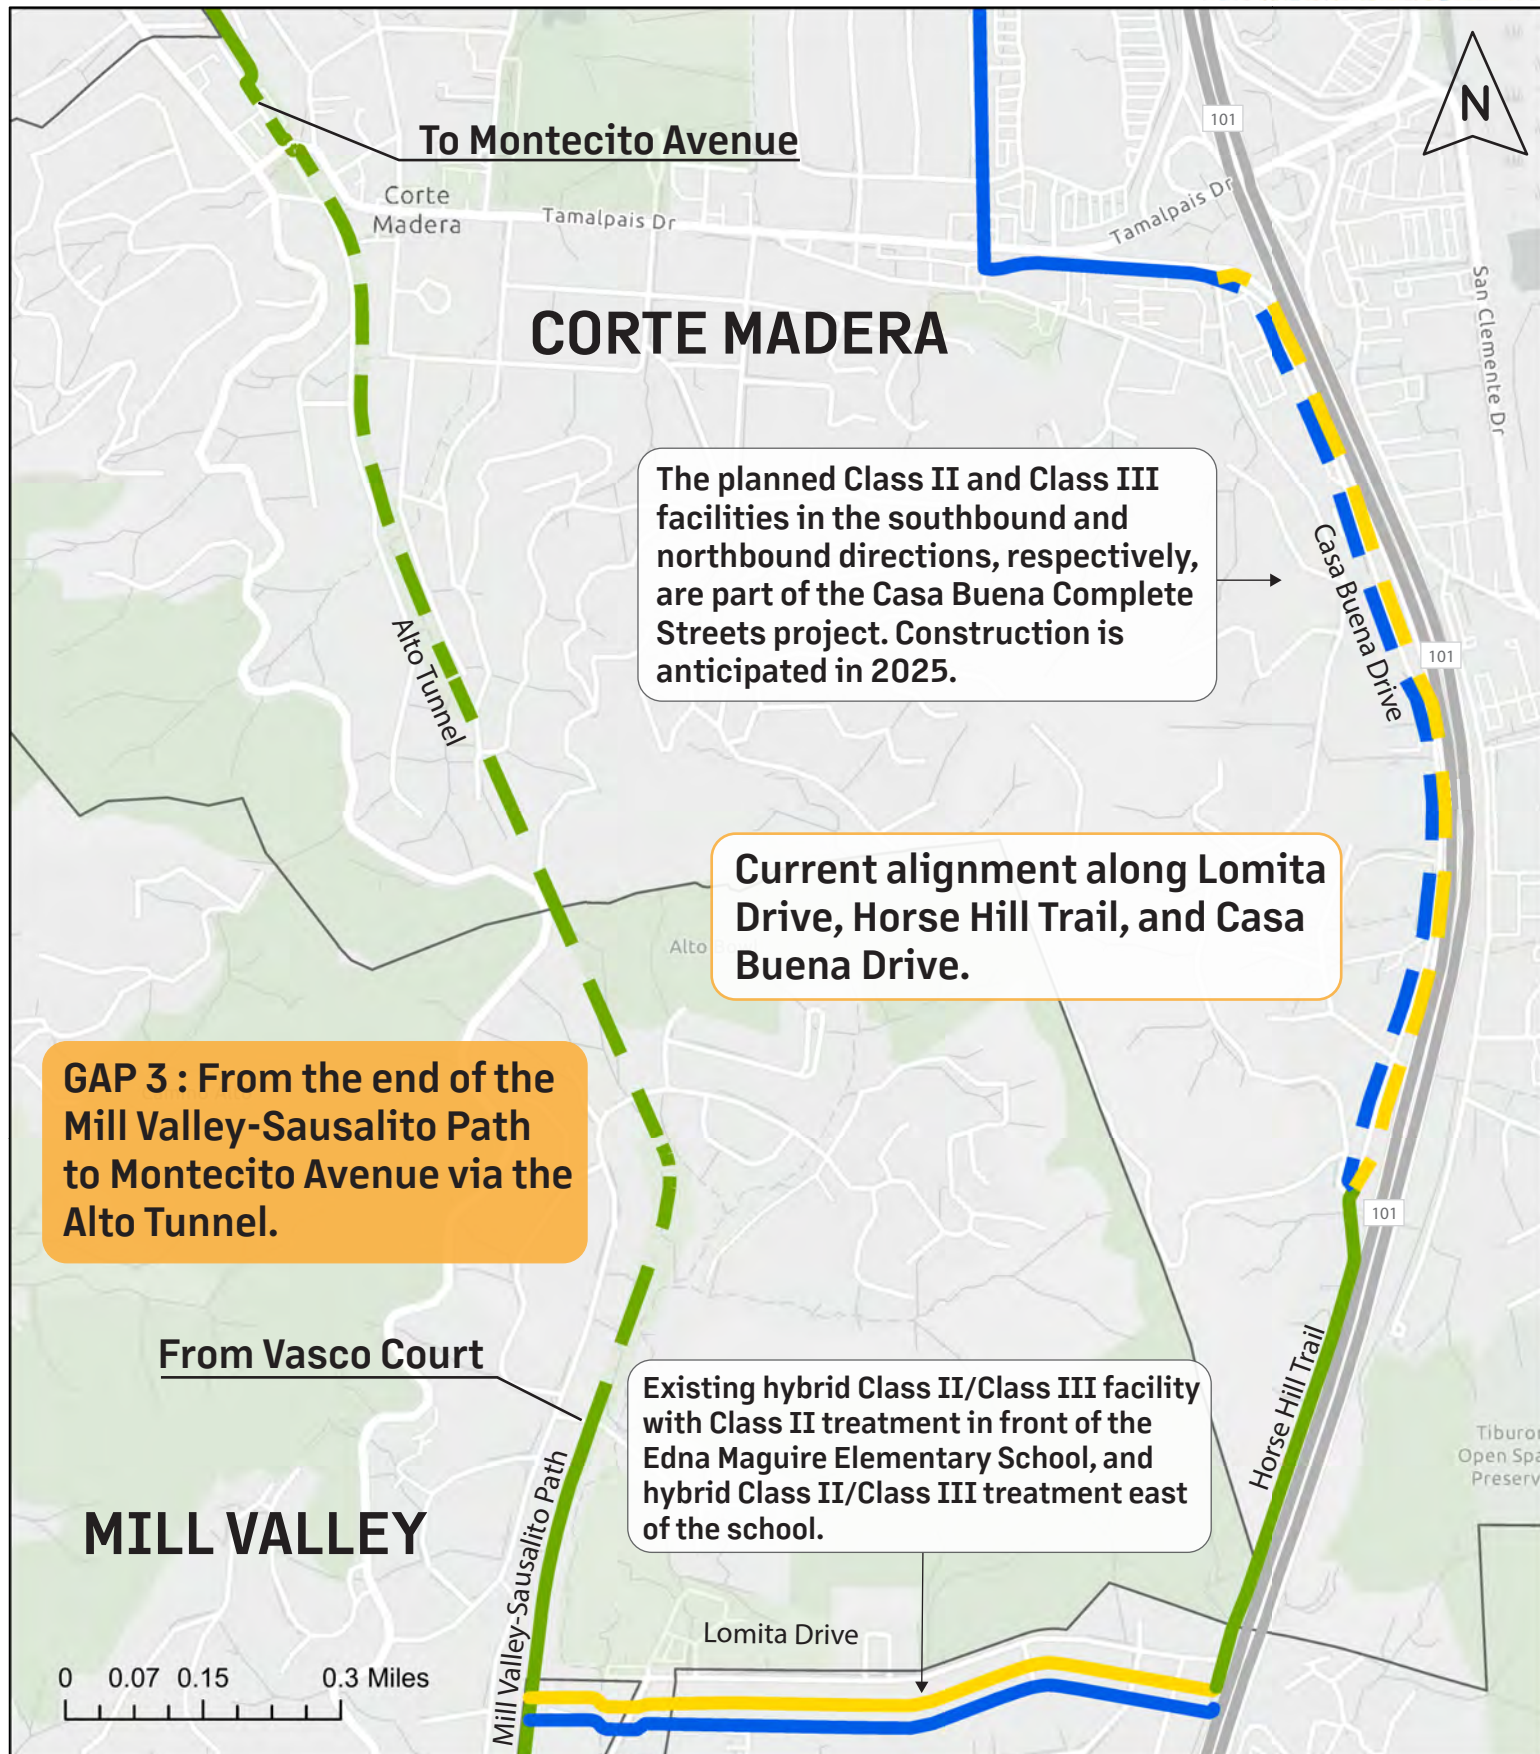 N
101
To Montecito Avenue
Corte
Madera
Tamalpais Dr
Tamalpais Dr
San Clemente Dr
CORTE MADERA
The planned Class II and Class III
facilities in the southbound and
northbound directions, respectively,
are part of the Casa Buena Complete
Streets project. Construction is
anticipated in 2025.
Casa Buena Drive
Alto Tunnel
101
Current alignment along Lomita
Drive, Horse Hill Trail, and Casa
Buena Drive.
Alto
GAP 3 : From the end of the
Mill Valley-Sausalito Path
to Montecito Avenue via the
Alto Tunnel.
101
From Vasco Court
Horse Hill Trail
Existing hybrid Class II/Class III facility
with Class II treatment in front of the
Edna Maguire Elementary School, and
hybrid Class II/Class III treatment east
of the school.
Tiburon
Open Spa
Preserv
MILL VALLEY
Mill Valley-Sausalito Path
Lomita Drive
0 0.07 0.15 0.3 Miles